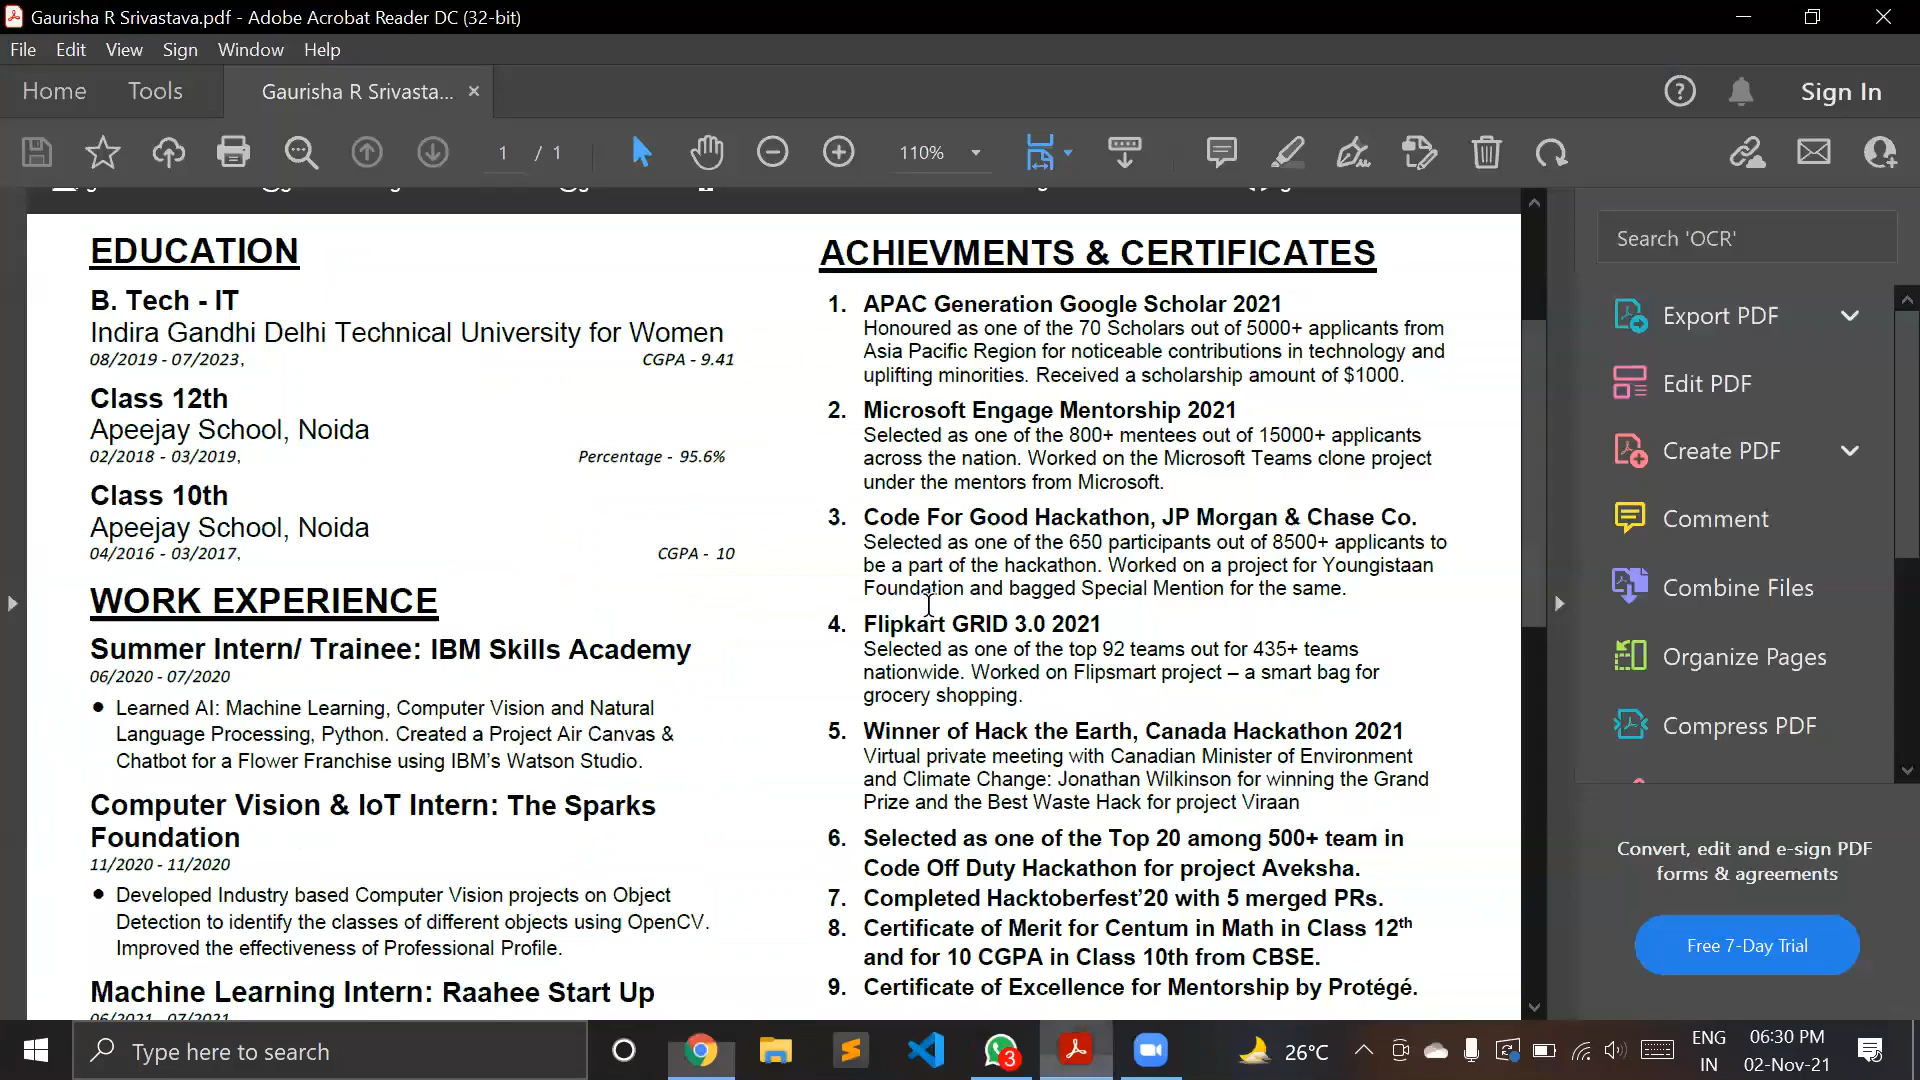 Gaurisha R Srivastava.pdf - Adobe Acrobat Reader DC (32-bit)
File Edit View Sign Window Help
Home Tools Gaurisha R Srivasta... × Sign In
1 / 1 110%
EDUCATION
B. Tech - IT
Indira Gandhi Delhi Technical University for Women
08/2019 - 07/2023, CGPA - 9.41
Class 12th
Apeejay School, Noida
02/2018 - 03/2019, Percentage - 95.6%
Class 10th
Apeejay School, Noida
04/2016 - 03/2017, CGPA - 10
WORK EXPERIENCE
Summer Intern/ Trainee: IBM Skills Academy
06/2020 - 07/2020
● Learned AI: Machine Learning, Computer Vision and Natural
Language Processing, Python. Created a Project Air Canvas &
Chatbot for a Flower Franchise using IBM's Watson Studio.
Computer Vision & IoT Intern: The Sparks
Foundation
11/2020 - 11/2020
● Developed Industry based Computer Vision projects on Object
Detection to identify the classes of different objects using OpenCV.
Improved the effectiveness of Professional Profile.
Machine Learning Intern: Raahee Start Up
06/2021 - 07/2021
ACHIEVMENTS & CERTIFICATES
1. APAC Generation Google Scholar 2021
Honoured as one of the 70 Scholars out of 5000+ applicants from
Asia Pacific Region for noticeable contributions in technology and
uplifting minorities. Received a scholarship amount of $1000.
2. Microsoft Engage Mentorship 2021
Selected as one of the 800+ mentees out of 15000+ applicants
across the nation. Worked on the Microsoft Teams clone project
under the mentors from Microsoft.
3. Code For Good Hackathon, JP Morgan & Chase Co.
Selected as one of the 650 participants out of 8500+ applicants to
be a part of the hackathon. Worked on a project for Youngistaan
Foundation and bagged Special Mention for the same.
4. Flipkart GRID 3.0 2021
Selected as one of the top 92 teams out for 435+ teams
nationwide. Worked on Flipsmart project – a smart bag for
grocery shopping.
5. Winner of Hack the Earth, Canada Hackathon 2021
Virtual private meeting with Canadian Minister of Environment
and Climate Change: Jonathan Wilkinson for winning the Grand
Prize and the Best Waste Hack for project Viraan
6. Selected as one of the Top 20 among 500+ team in
Code Off Duty Hackathon for project Aveksha.
7. Completed Hacktoberfest'20 with 5 merged PRs.
8. Certificate of Merit for Centum in Math in Class 12th
and for 10 CGPA in Class 10th from CBSE.
9. Certificate of Excellence for Mentorship by Protégé.
Search 'OCR'
Export PDF
Edit PDF
Create PDF
Comment
Combine Files
Organize Pages
Compress PDF
Convert, edit and e-sign PDF
forms & agreements
Free 7-Day Trial
Type here to search
3
26°C
ENG
IN
06:30 PM
02-Nov-21